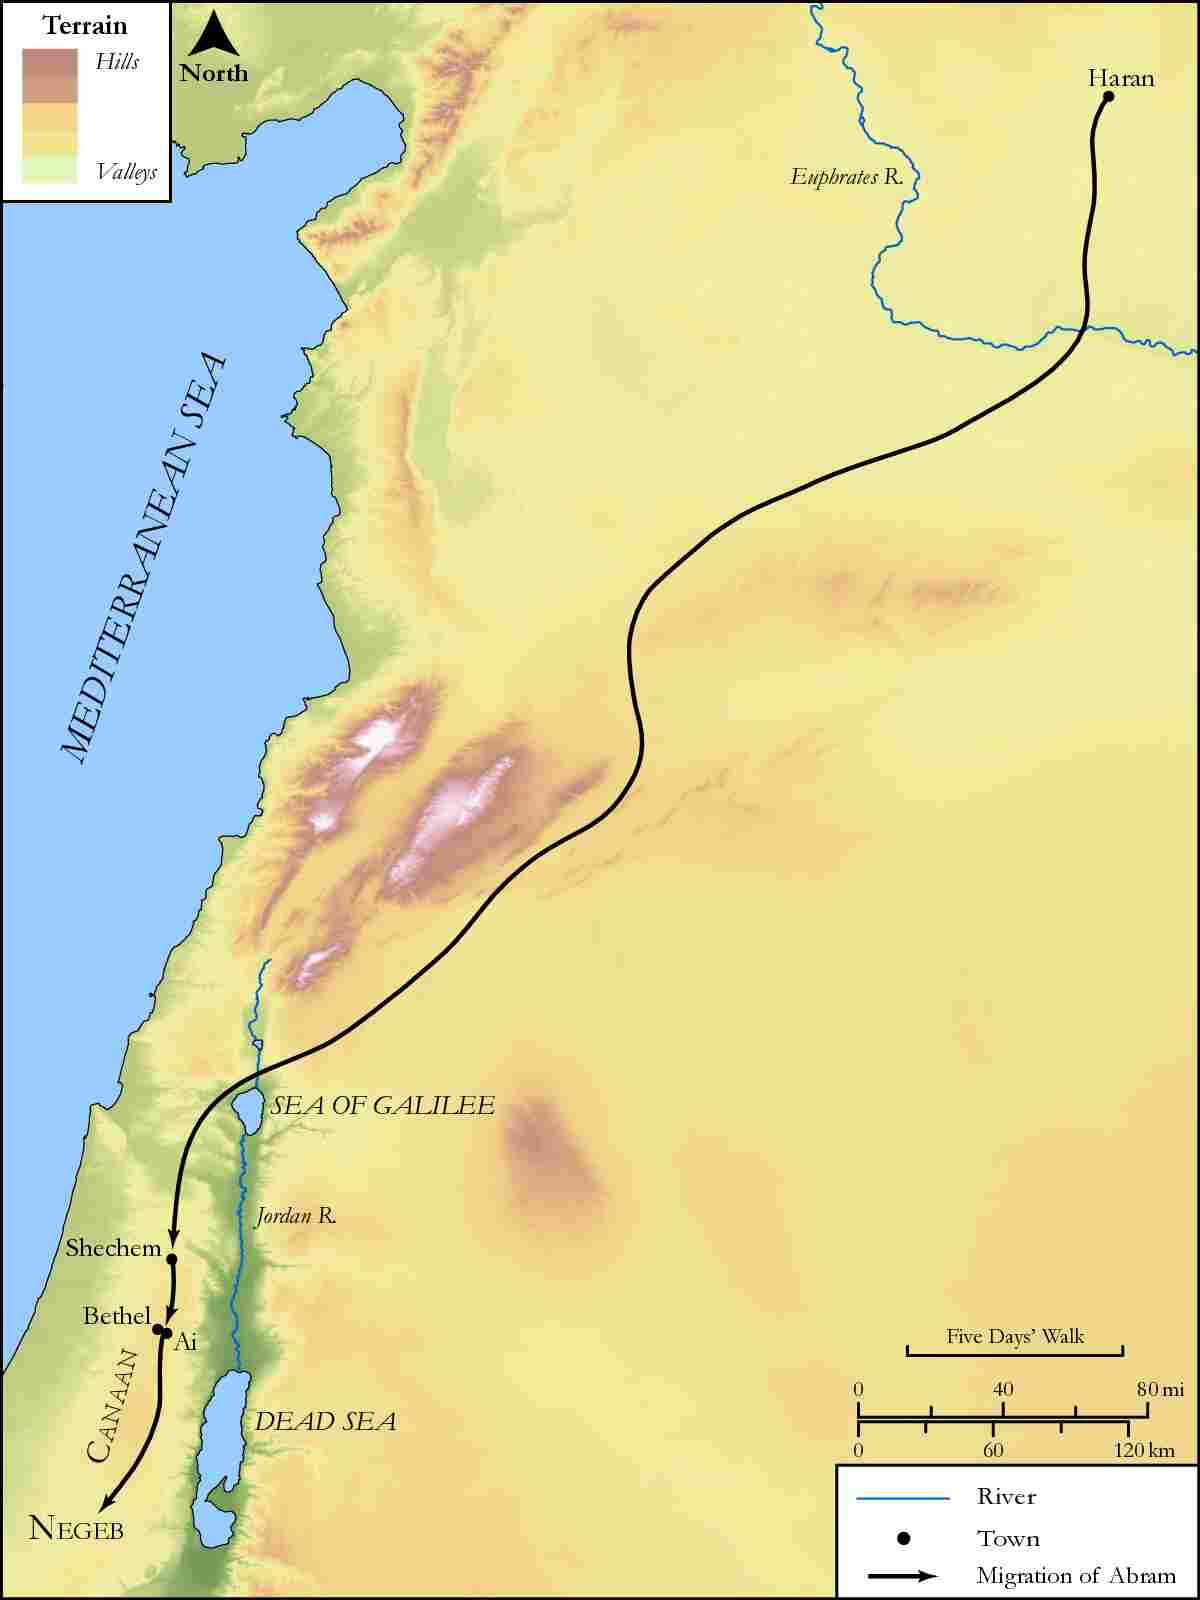 Terrain
Hills
Valleys
North
Haran
Euphrates R.
MEDITERRANEAN SEA
SEA OF GALILEE
Jordan R.
Shechem
Bethel
Ai
CANAAN
DEAD SEA
NEGEB
Five Days' Walk
0 40 80 mi
0 60 120 km
River
Town
Migration of Abram